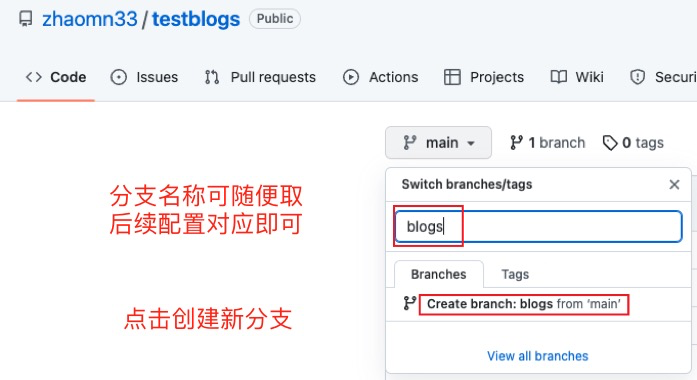 zhaomn33/testblogs Public
Code Issues Pull requests Actions Projects Wiki Securi
main 1 branch 0 tags
Switch branches/tags
分支名称可随便取
后续配置对应即可
blogs
Branches Tags
Create branch: blogs from ‘main’
点击创建新分支
View all branches